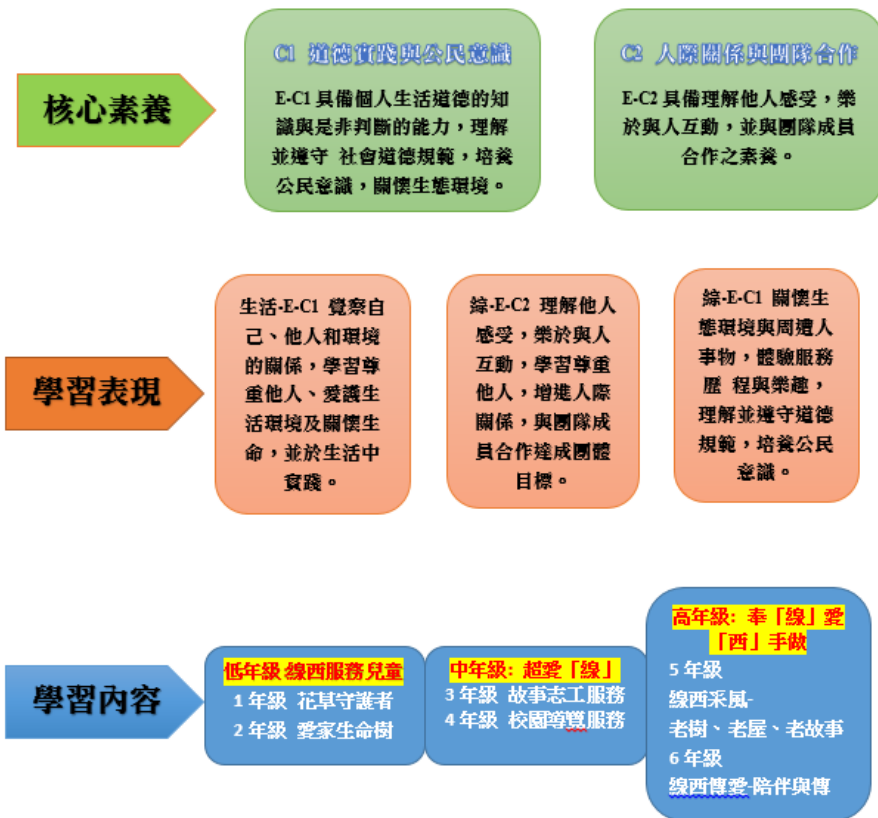 核心素養
C1 道德實踐與公民意識
E-C1 具備個人生活道德的知
識與是非判斷的能力，理解
並遵守 社會道德規範，培養
公民意識，關懷生態環境。
C2 人際關係與團隊合作
E-C2 具備理解他人感受，樂
於與人互動，並與團隊成員
合作之素養。
學習表現
生活-E-C1 覺察自
己、他人和環境
的關係，學習尊
重他人、愛護生
活環境及關懷生
命，並於生活中
實踐。
綜-E-C2 理解他人
感受，樂於與人
互動，學習尊重
他人，增進人際
關係，與團隊成
員合作達成團體
目標。
綜-E-C1 關懷生
態環境與周遭人
事物，體驗服務
歷 程與樂趣，
理解並遵守道德
規範，培養公民
意識。
學習內容
低年級:線西服務兒童
1 年級 花草守護者
2 年級 愛家生命樹
中年級: 超愛「線」
3 年級 故事志工服務
4 年級 校園導覽服務
高年級: 奉「線」愛
「西」手做
5 年級
線西采風-
老樹、老屋、老故事
6 年級
線西傳愛-陪伴與傳